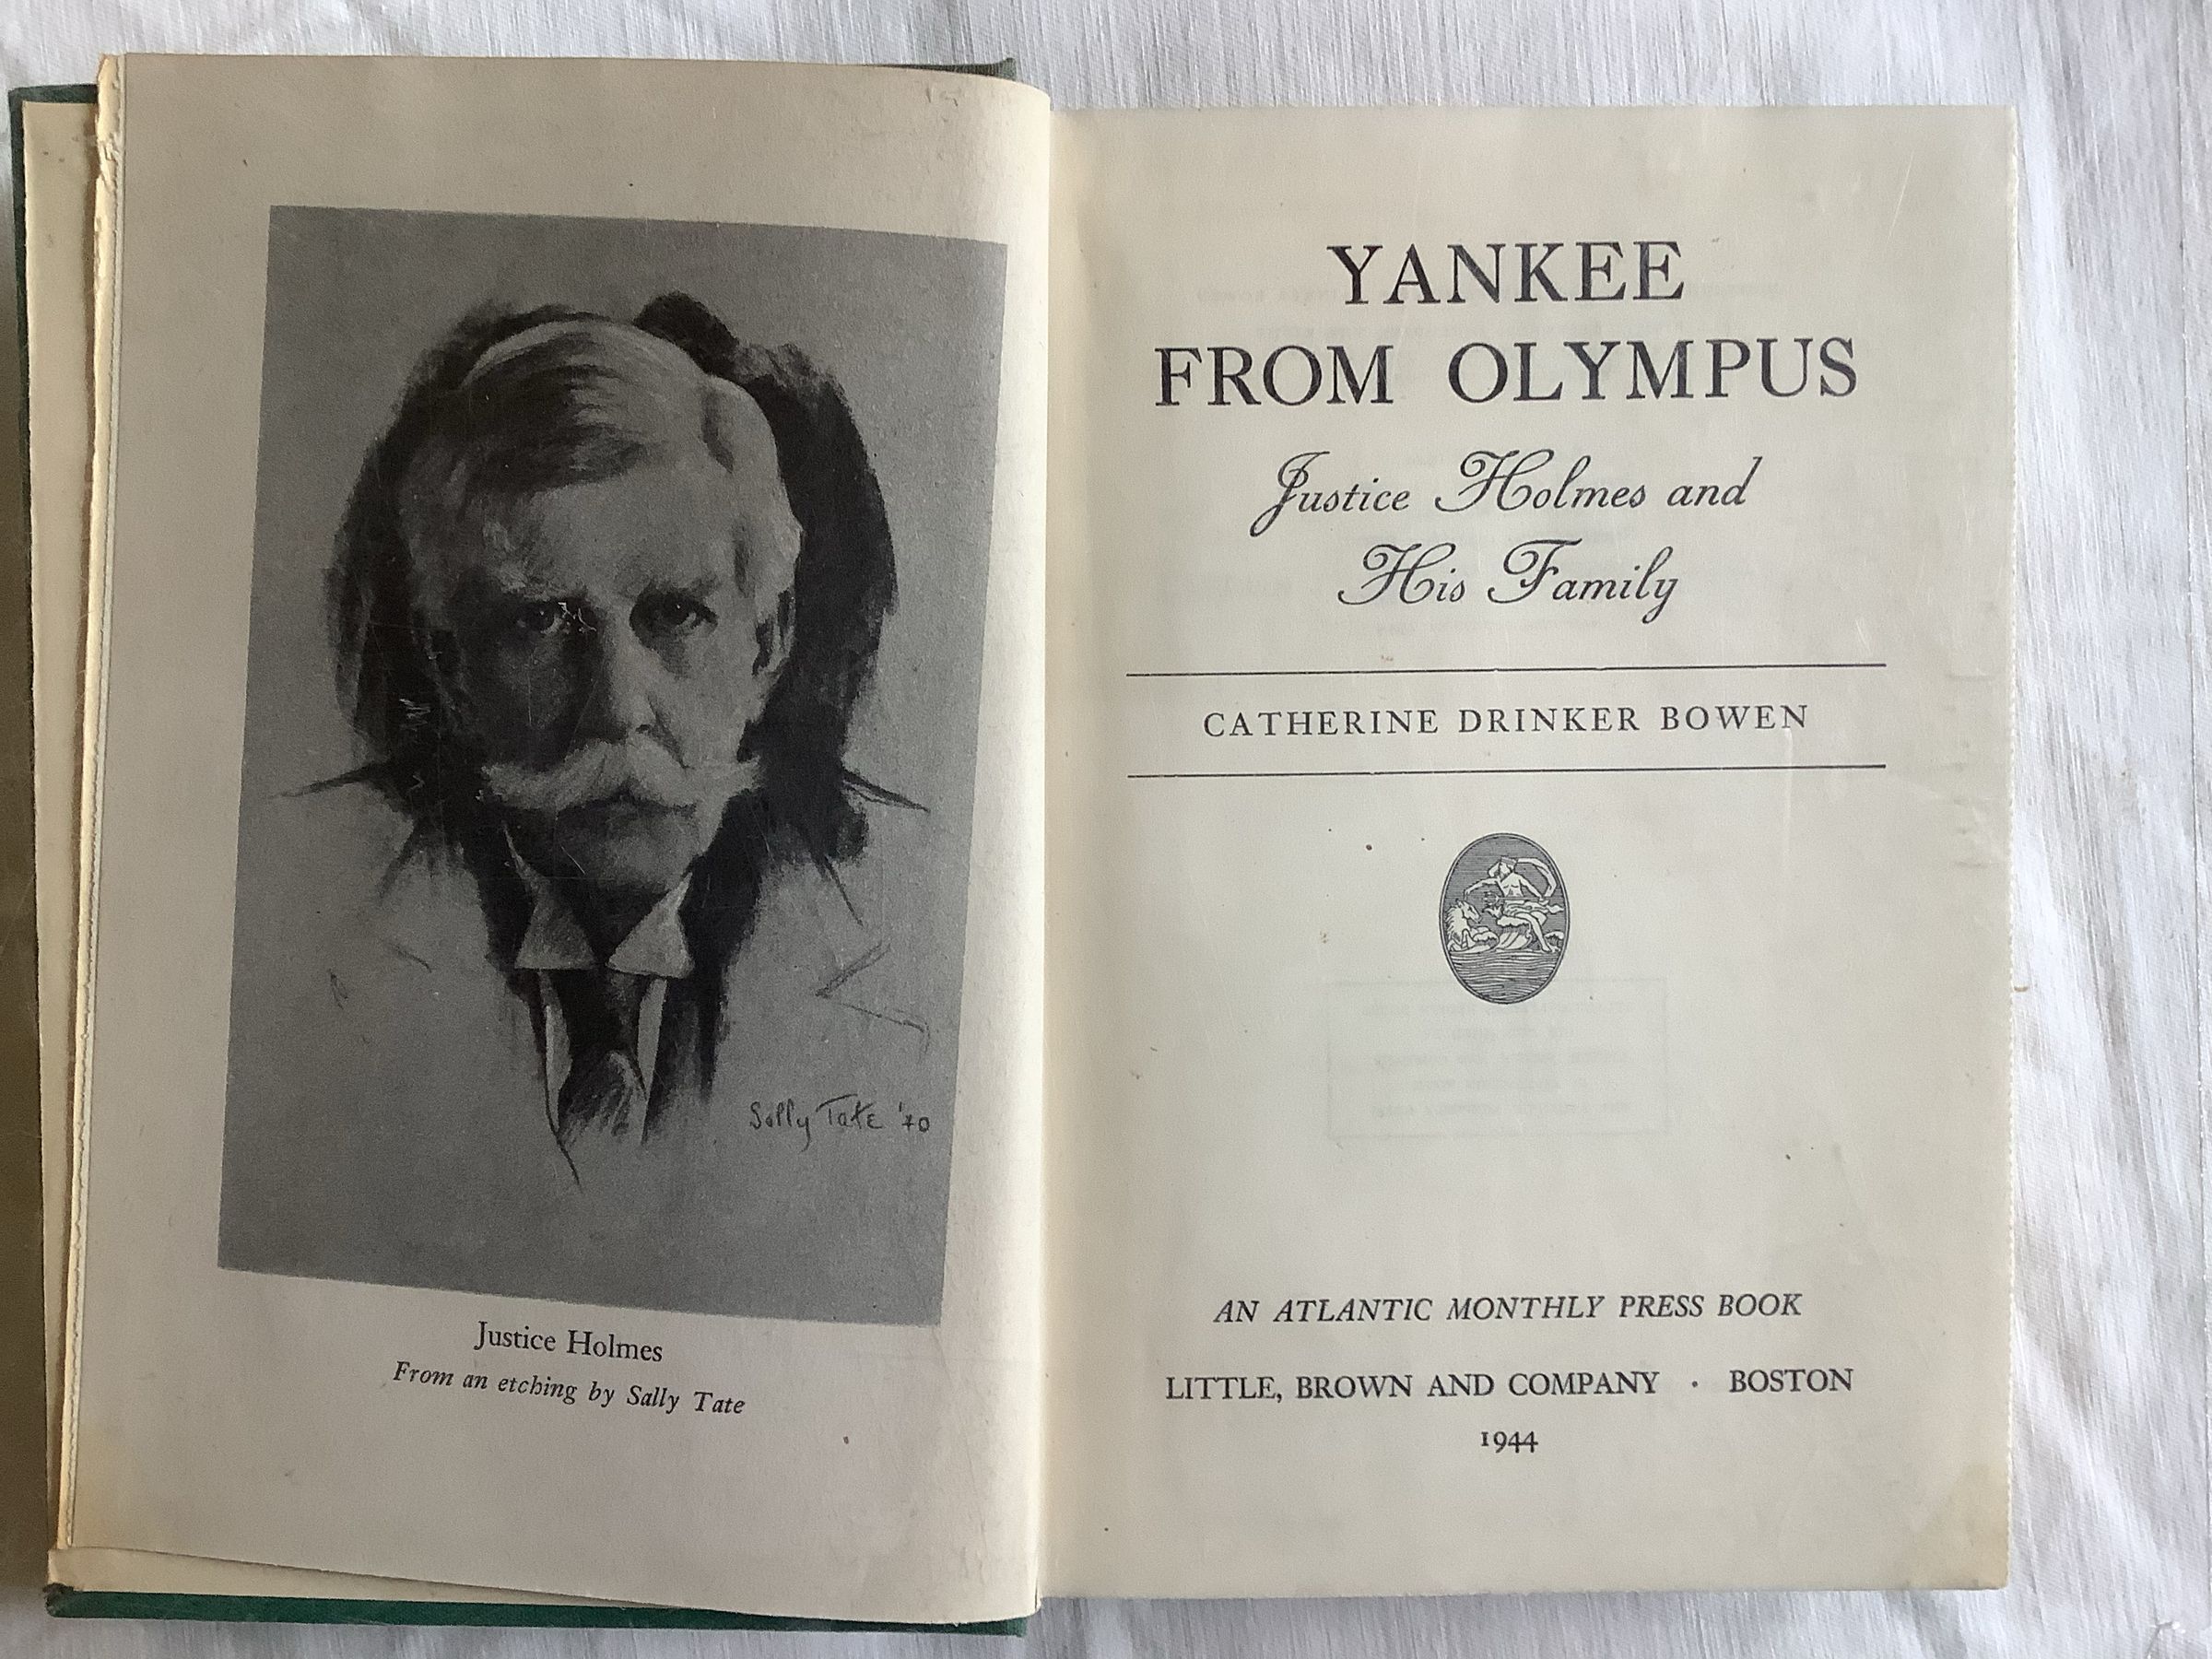 Sally Tate '40
Justice Holmes
From an etching by Sally Tate
YANKEE
FROM OLYMPUS
Justice Holmes and
His Family
CATHERINE DRINKER BOWEN
AN ATLANTIC MONTHLY PRESS BOOK
LITTLE, BROWN AND COMPANY · BOSTON
1944